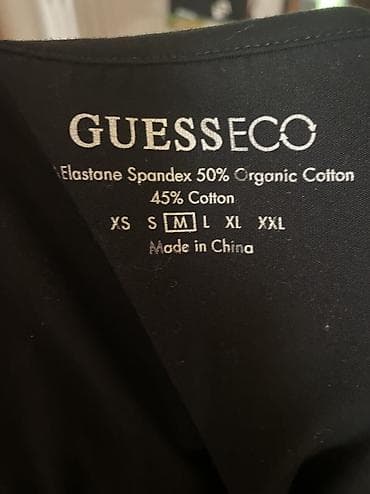 GUESSECO
Elastane Spandex 50% Organic Cotton
45% Cotton
XS S M L XL XXL
Made in China